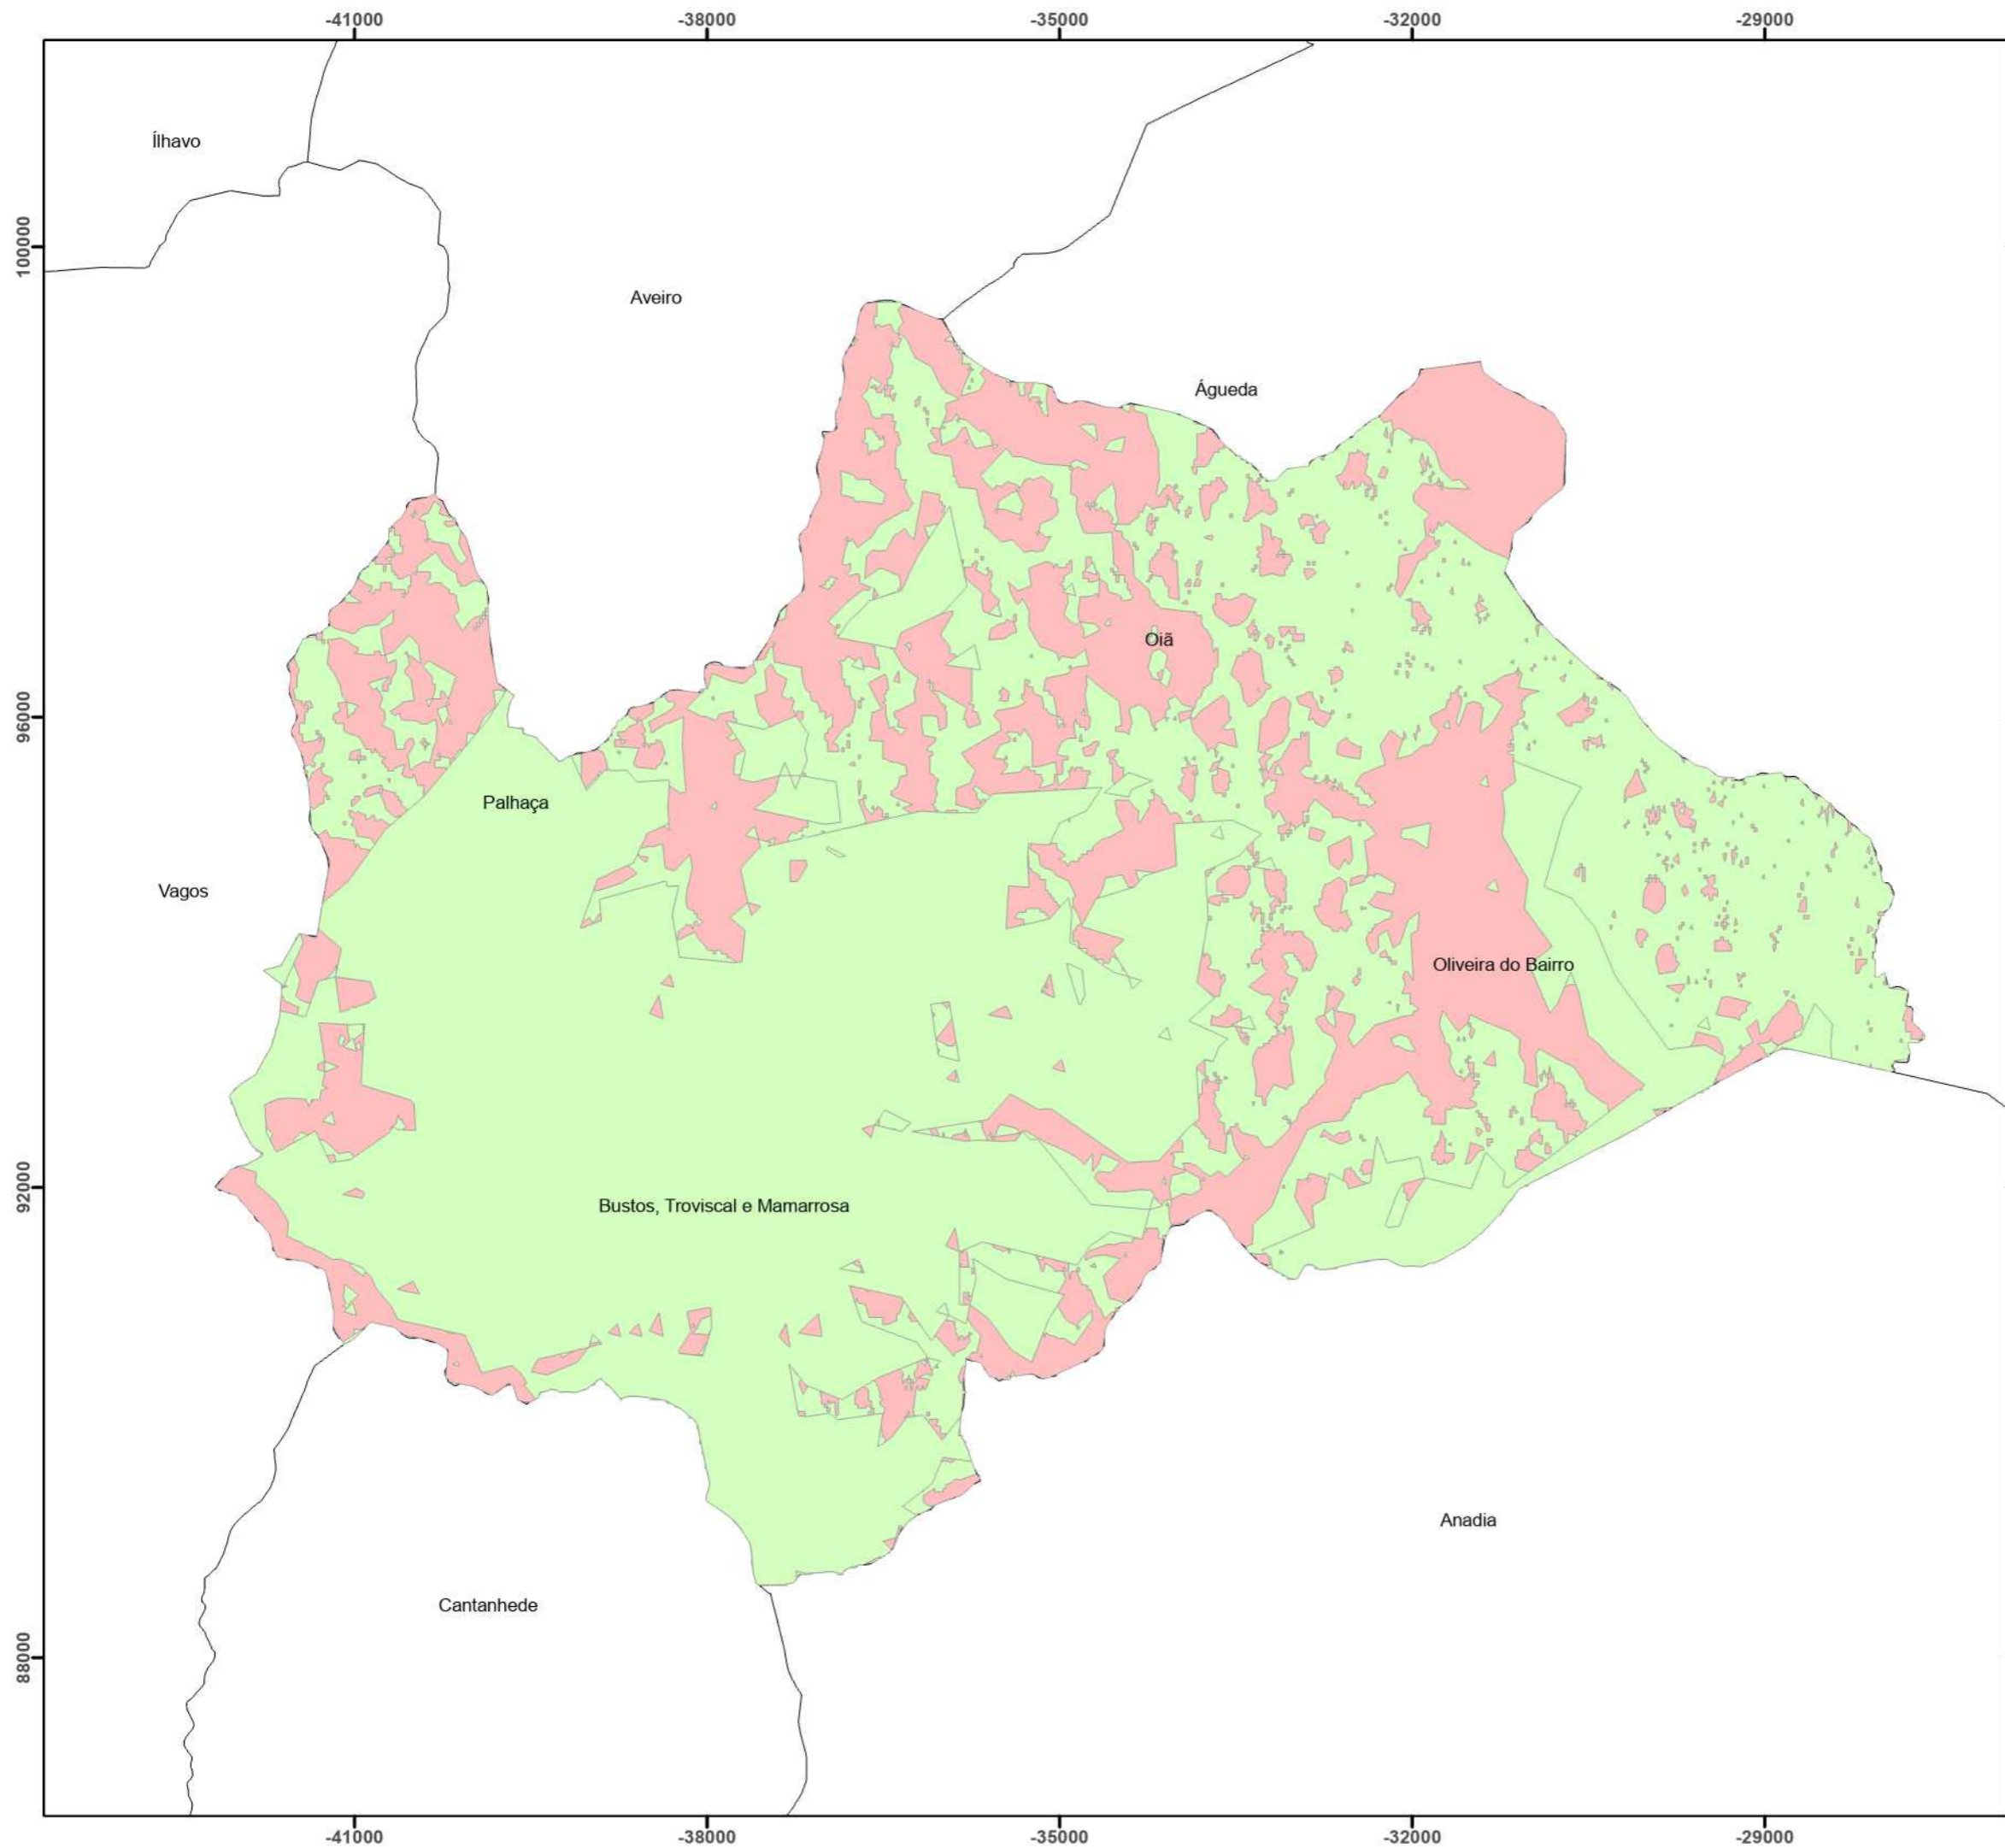 -41000 -38000 -35000 -32000 -29000
Ílhavo
100000
Aveiro
Águeda
Oiã
96000
Palhaça
Vagos
Oliveira do Bairro
92000
Bustos, Troviscal e Mamarrosa
Anadia
Cantanhede
88000
-41000 -38000 -35000 -32000 -29000